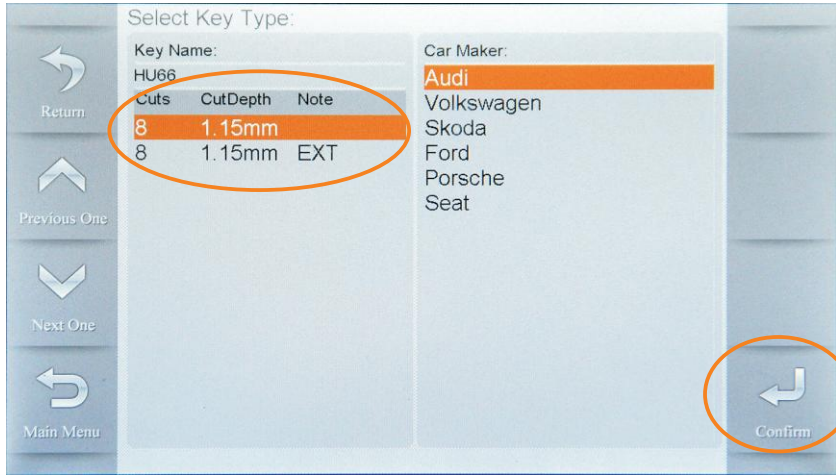 Select Key Type:
Return
Previous One
Next One
Main Menu
Key Name:
HU66
Cuts CutDepth Note
8 1.15mm
8 1.15mm EXT
Car Maker:
Audi
Volkswagen
Skoda
Ford
Porsche
Seat
Confirm